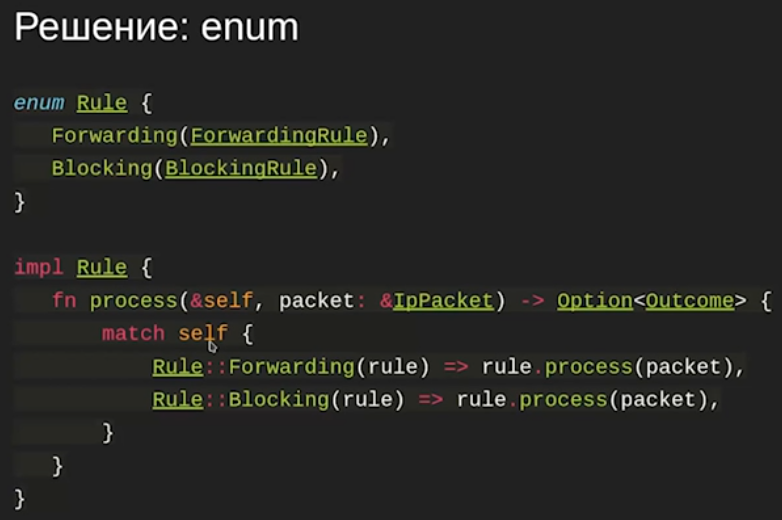 Решение: enum
enum Rule {
Forwarding(ForwardingRule),
Blocking(BlockingRule),
}
impl Rule {
fn process(&self, packet: &IpPacket) -> Option<Outcome> {
match self {
Rule::Forwarding(rule) => rule.process(packet),
Rule::Blocking(rule) => rule.process(packet),
}
}
}